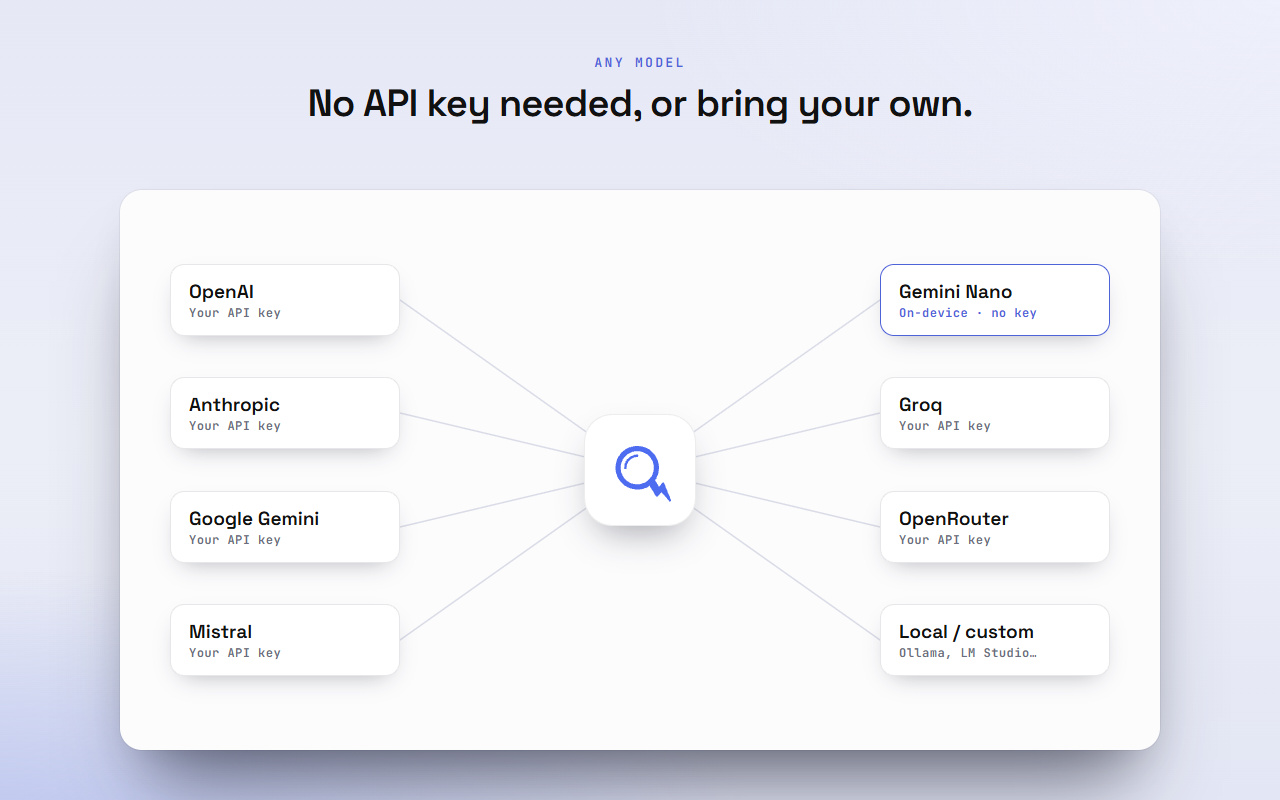 ANY MODEL
No API key needed, or bring your own.
OpenAI
Your API key
Anthropic
Your API key
Google Gemini
Your API key
Mistral
Your API key
Gemini Nano
On-device · no key
Groq
Your API key
OpenRouter
Your API key
Local / custom
Ollama, LM Studio…